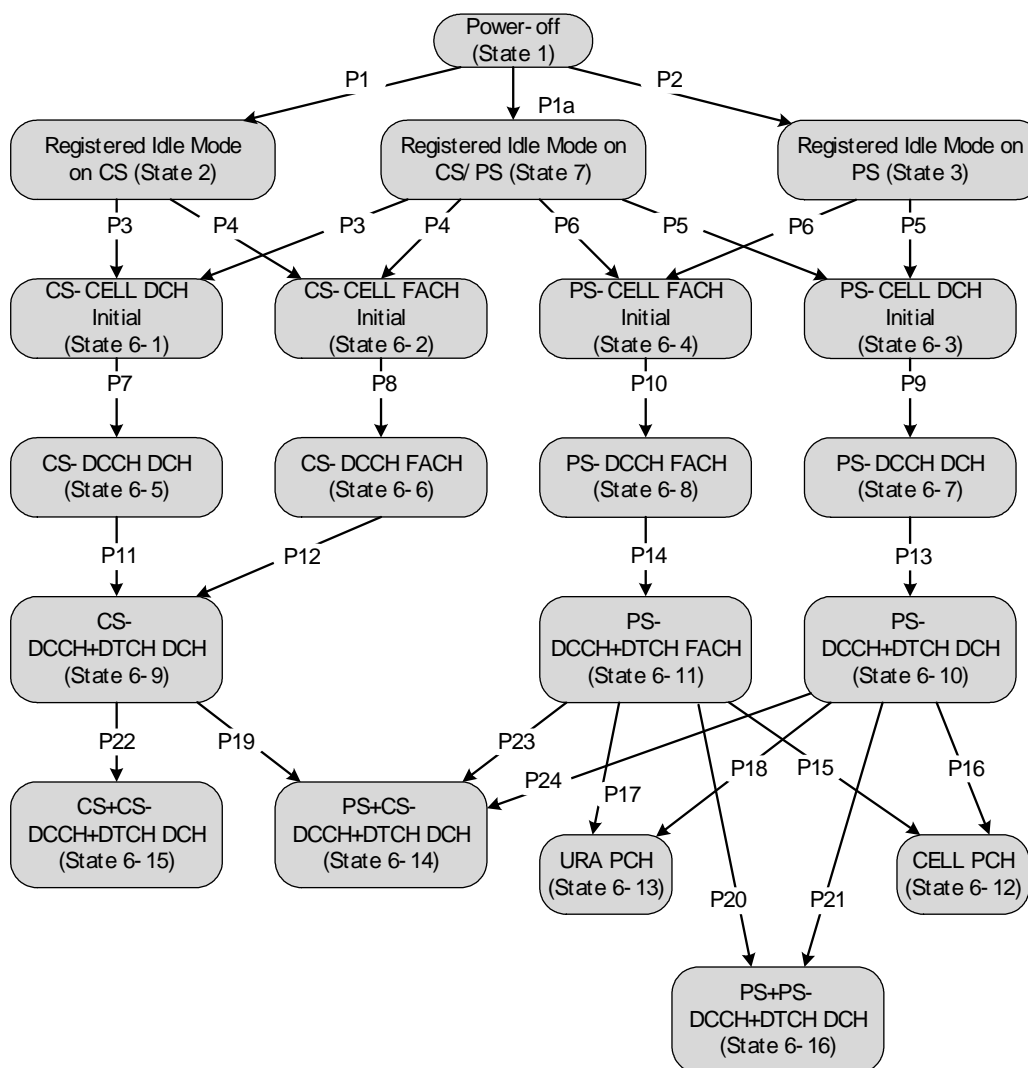 Power- off
(State 1)
P1
P1a
P2
Registered Idle Mode
on CS (State 2)
Registered Idle Mode on
CS/ PS (State 7)
Registered Idle Mode on
PS (State 3)
P3
P4
P3
P4
P6
P5
P6
P5
CS- CELL DCH
Initial
(State 6- 1)
CS- CELL FACH
Initial
(State 6- 2)
PS- CELL FACH
Initial
(State 6- 4)
PS- CELL DCH
Initial
(State 6- 3)
P7
P8
P10
P9
CS- DCCH DCH
(State 6- 5)
CS- DCCH FACH
(State 6- 6)
PS- DCCH FACH
(State 6- 8)
PS- DCCH DCH
(State 6- 7)
P11
P12
P14
P13
CS-
DCCH+DTCH DCH
(State 6- 9)
PS-
DCCH+DTCH FACH
(State 6- 11)
PS-
DCCH+DTCH DCH
(State 6- 10)
P22
P19
P23
P24
P17
P18
P15
P16
CS+CS-
DCCH+DTCH DCH
(State 6- 15)
PS+CS-
DCCH+DTCH DCH
(State 6- 14)
URA PCH
(State 6- 13)
CELL PCH
(State 6- 12)
P20
P21
PS+PS-
DCCH+DTCH DCH
(State 6- 16)